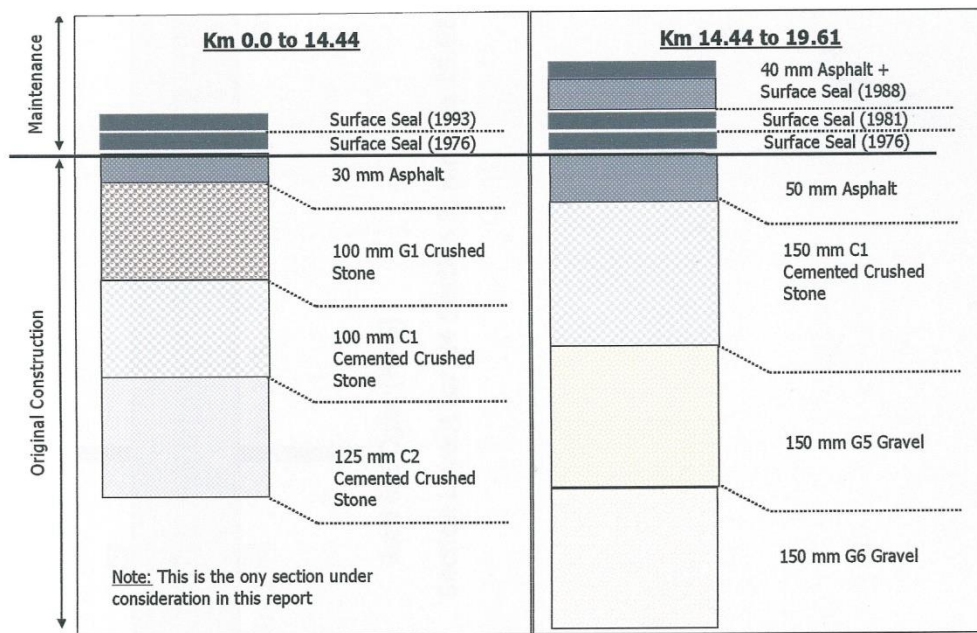 Maintenance
Original Construction
Km 0.0 to 14.44
Surface Seal (1993)
Surface Seal (1976)
30 mm Asphalt
100 mm G1 Crushed
Stone
100 mm C1
Cemented Crushed
Stone
125 mm C2
Cemented Crushed
Stone
Note: This is the ony section under
consideration in this report
Km 14.44 to 19.61
40 mm Asphalt +
Surface Seal (1988)
Surface Seal (1981)
Surface Seal (1976)
50 mm Asphalt
150 mm C1
Cemented Crushed
Stone
150 mm G5 Gravel
150 mm G6 Gravel